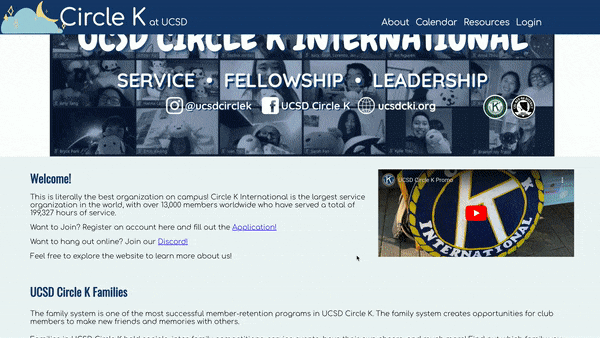 Circle K at UCSD
About Calendar Resources Login
UCSD CIRCLE K INTERNATIONAL
SERVICE • FELLOWSHIP • LEADERSHIP
@ucsdcirclek UCSD Circle K ucsdcki.org
Welcome!
This is literally the best organization on campus! Circle K International is the largest service
organization in the world, with over 13,000 members worldwide who have served a total of
199,327 hours of service.
Want to Join? Register an account here and fill out the Application!
Want to hang out online? Join our Discord!
Feel free to explore the website to learn more about us!
UCSD Circle K Promo
K
INTERNATIONAL
UCSD Circle K Families
The family system is one of the most successful member-retention programs in UCSD Circle K. The family system creates opportunities for club
members to make new friends and memories with others.